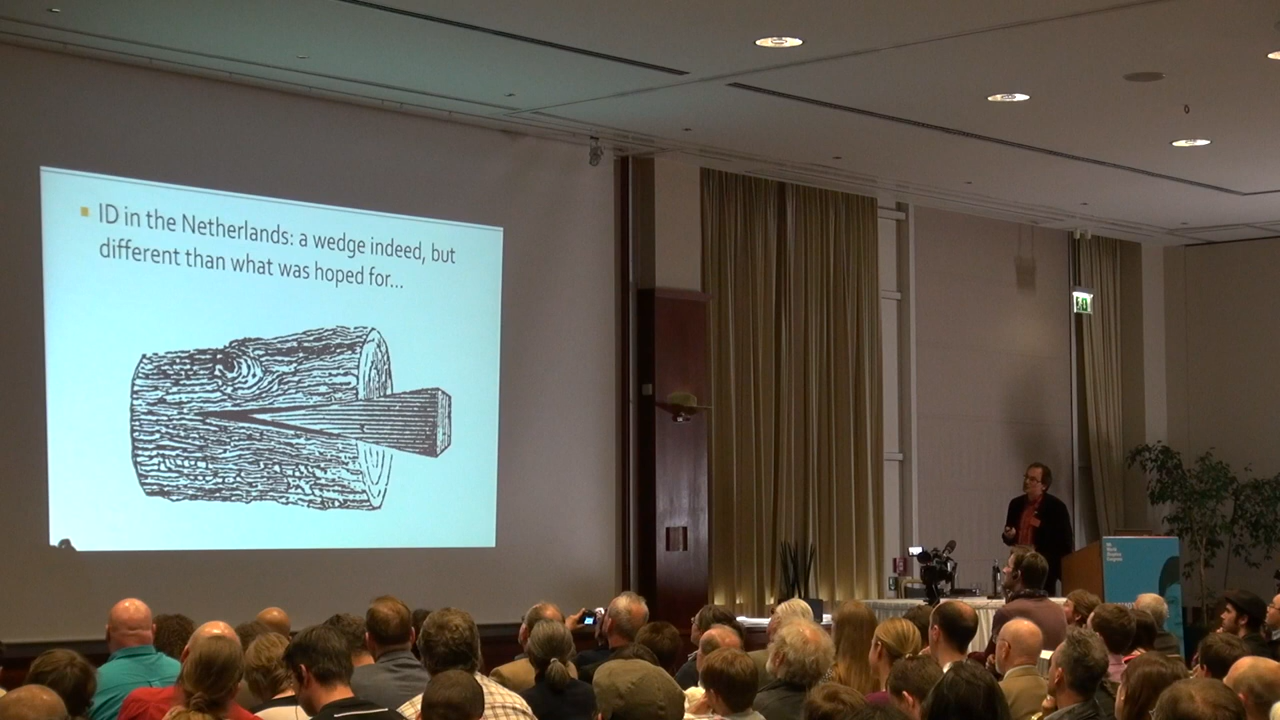 ID in the Netherlands: a wedge indeed, but
different than what was hoped for...